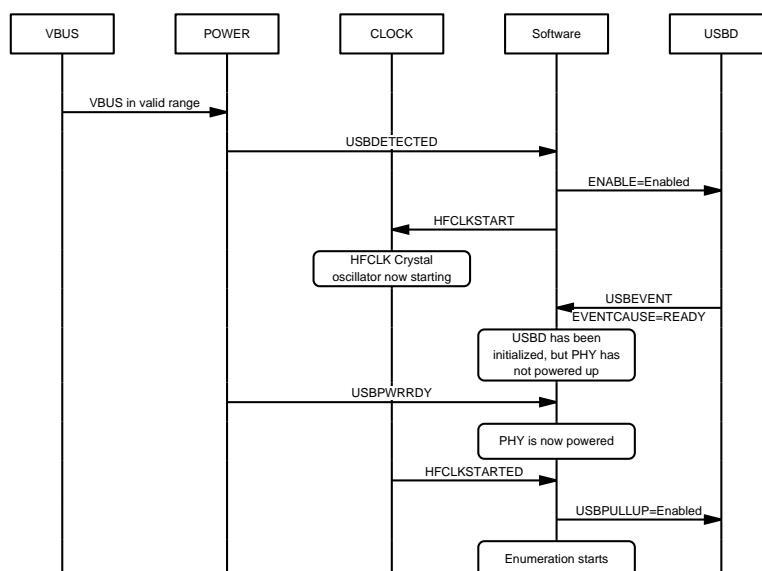 VBUS
POWER
CLOCK
Software
USBD
VBUS in valid range
USBDETECTED
ENABLE=Enabled
HFCLKSTART
HFCLK Crystal
oscillator now starting
USBEVENT
EVENTCAUSE=READY
USBD has been
initialized, but PHY has
not powered up
USBPWRRDY
PHY is now powered
HFCLKSTARTED
USBPULLUP=Enabled
Enumeration starts